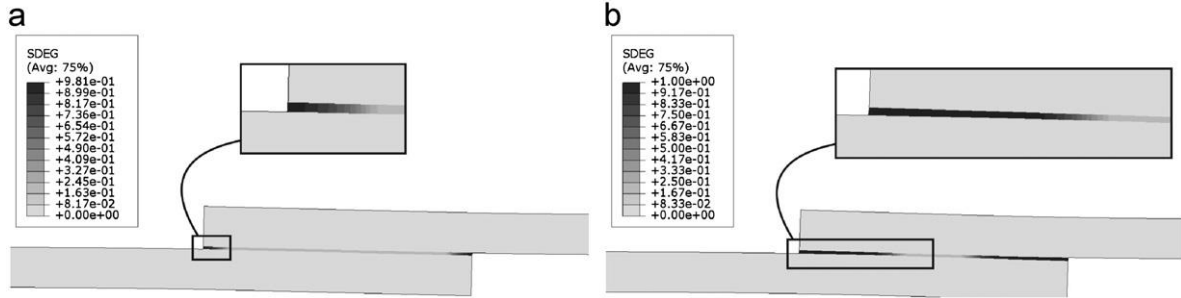 a
SDEG
(Avg: 75%)
+9.81e-01
+8.99e-01
+8.17e-01
+7.36e-01
+6.54e-01
+5.72e-01
+4.90e-01
+4.09e-01
+3.27e-01
+2.45e-01
+1.63e-01
+8.17e-02
+0.00e+00
b
SDEG
(Avg: 75%)
+1.00e+00
+9.17e-01
+8.33e-01
+7.50e-01
+6.67e-01
+5.83e-01
+5.00e-01
+4.17e-01
+3.33e-01
+2.50e-01
+1.67e-01
+8.33e-02
+0.00e+00